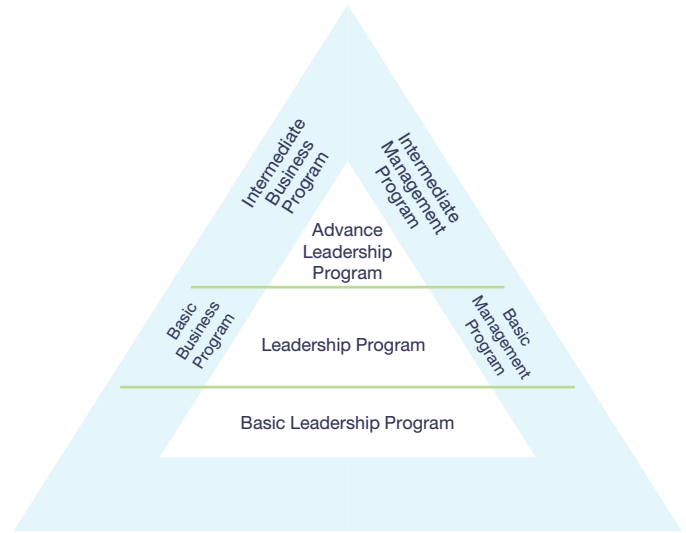 Intermediate
Business
Program
Intermediate
Management
Program
Advance
Leadership
Program
Basic
Business
Program
Leadership Program
Basic
Management
Program
Basic Leadership Program